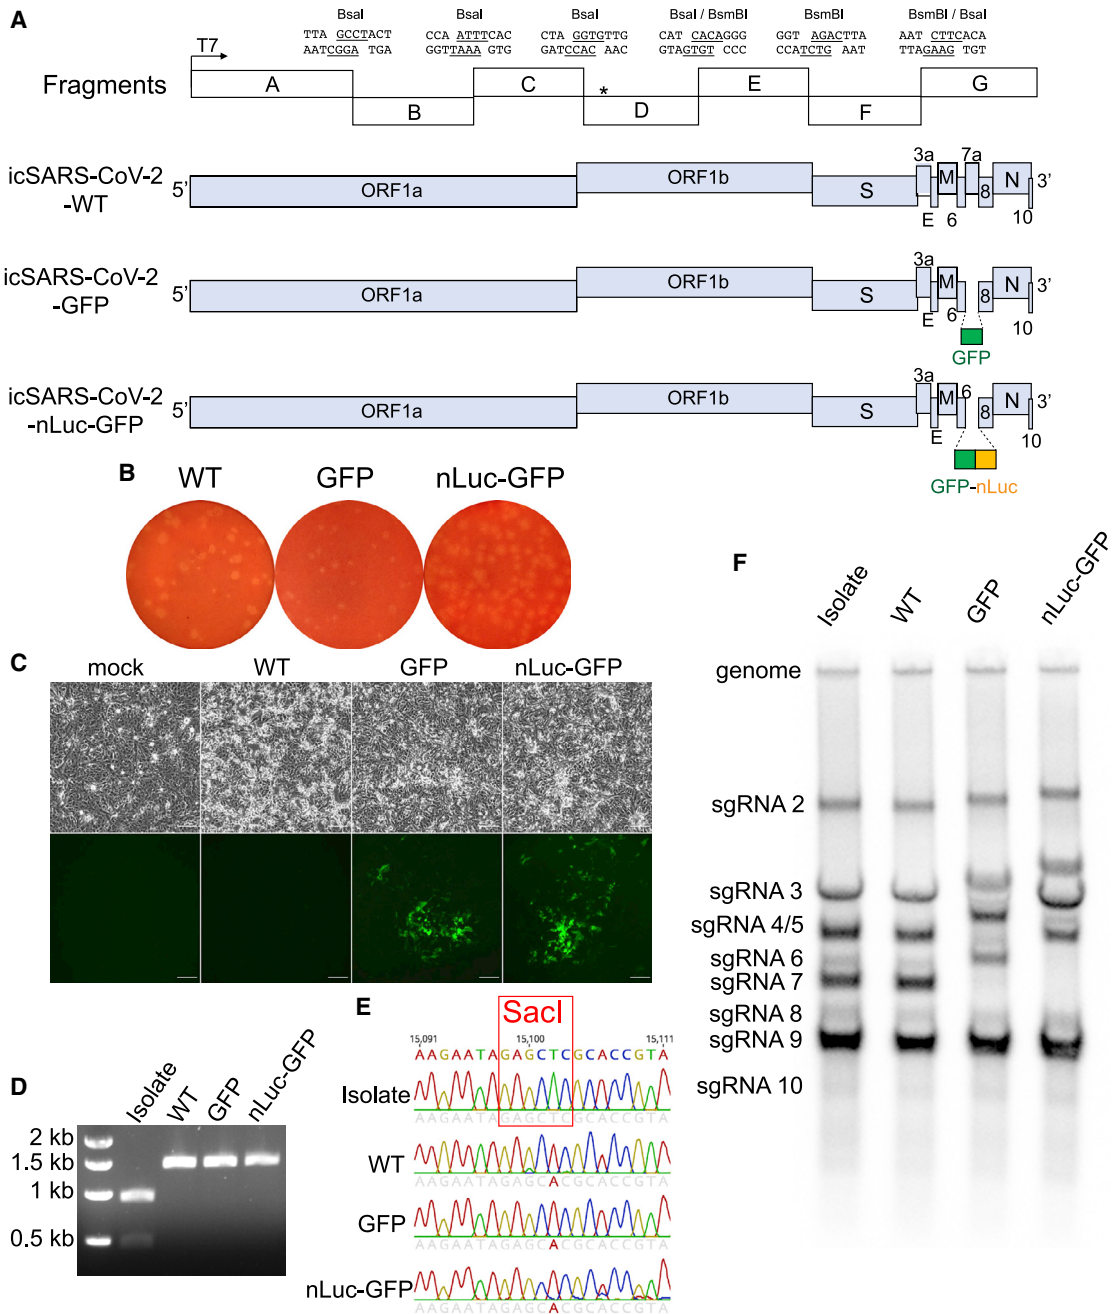 A
BsaI BsaI BsaI BsaI / BsmBI BsmBI BsmBI / BsaI
TTA GCCTACT CCA ATTTCAC CTA GGTGTTG CAT CACAGGG GGT AGACTTA AAT CTTCACA
AATCGGA TGA GGTTAAA GTG GATCCAC AAC GTAGTGT CCC CCATCTG AAT TTAGAAG TGT
T7
Fragments A B C * D E F G
icSARS-CoV-2
-WT
5' ORF1a ORF1b S 3a E M 6 7a 8 N 10 3'
icSARS-CoV-2
-GFP
5' ORF1a ORF1b S 3a E M 6 8 N 10 3'
GFP
icSARS-CoV-2
-nLuc-GFP
5' ORF1a ORF1b S 3a E M 6 8 N 10 3'
GFP-nLuc
B
WT GFP nLuc-GFP
C
mock WT GFP nLuc-GFP
D
Isolate WT GFP nLuc-GFP
2 kb
1.5 kb
1 kb
0.5 kb
E
SacI
15,091 15,100 15,111
AAGAATAGAGCTCGCACCGTA
Isolate
AAGAATAGAGCTCGCACCGTA
WT
AAGAATAGAGCACGCACCGTA
GFP
AAGAATAGAGCACGCACCGTA
nLuc-GFP
AAGAATAGAGCACGCACCGTA
F
Isolate WT GFP nLuc-GFP
genome
sgRNA 2
sgRNA 3
sgRNA 4/5
sgRNA 6
sgRNA 7
sgRNA 8
sgRNA 9
sgRNA 10